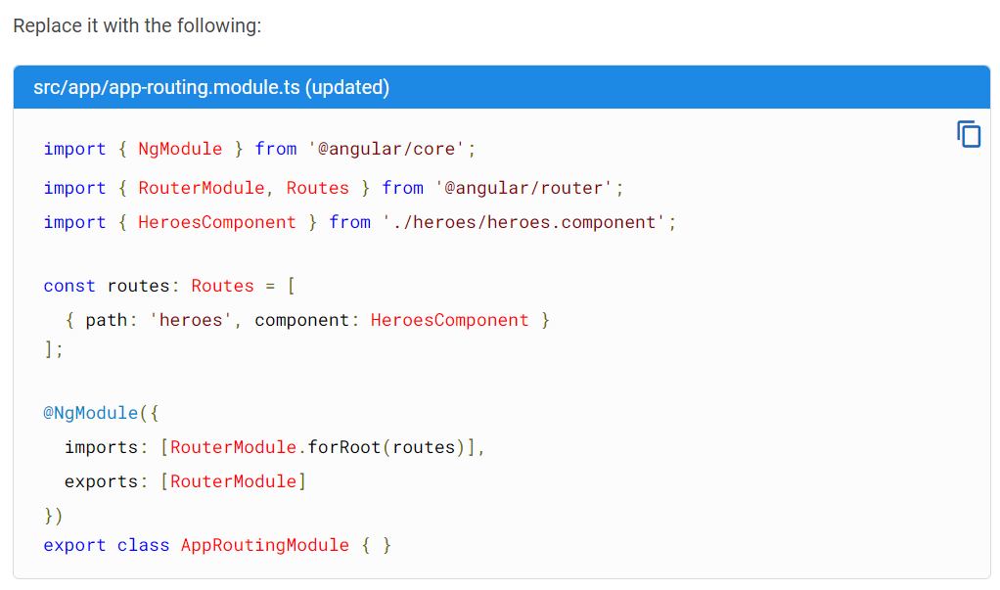 Replace it with the following:
src/app/app-routing.module.ts (updated)
import { NgModule } from '@angular/core';
import { RouterModule, Routes } from '@angular/router';
import { HeroesComponent } from './heroes/heroes.component';
const routes: Routes = [
  { path: 'heroes', component: HeroesComponent }
];
@NgModule({
  imports: [RouterModule.forRoot(routes)],
  exports: [RouterModule]
})
export class AppRoutingModule { }